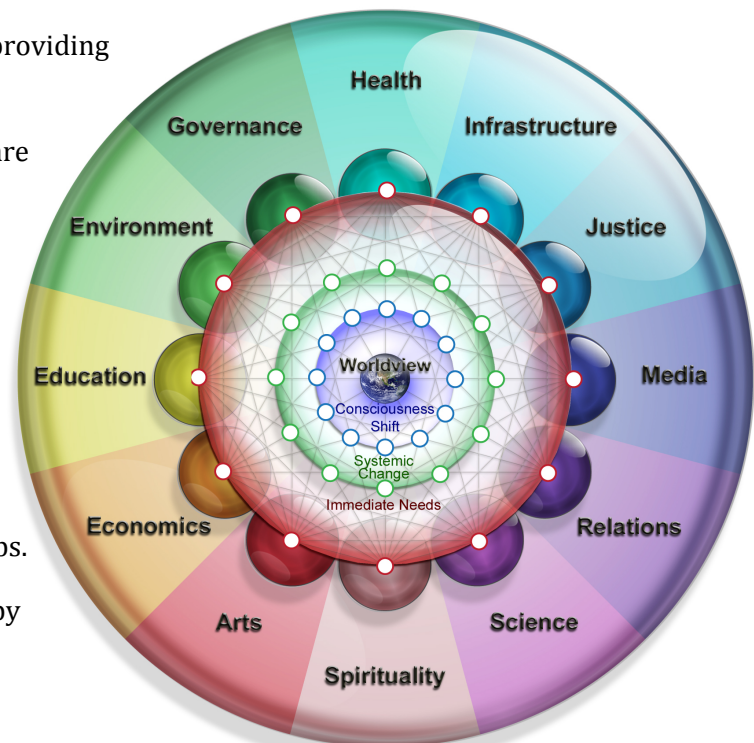 providing
Health
Governance
Infrastructure
are
Environment
Justice
Worldview
Education
Media
Consciousness
Shift
Systemic
Change
Immediate Needs
Economics
Relations
by
Arts
Science
Spirituality